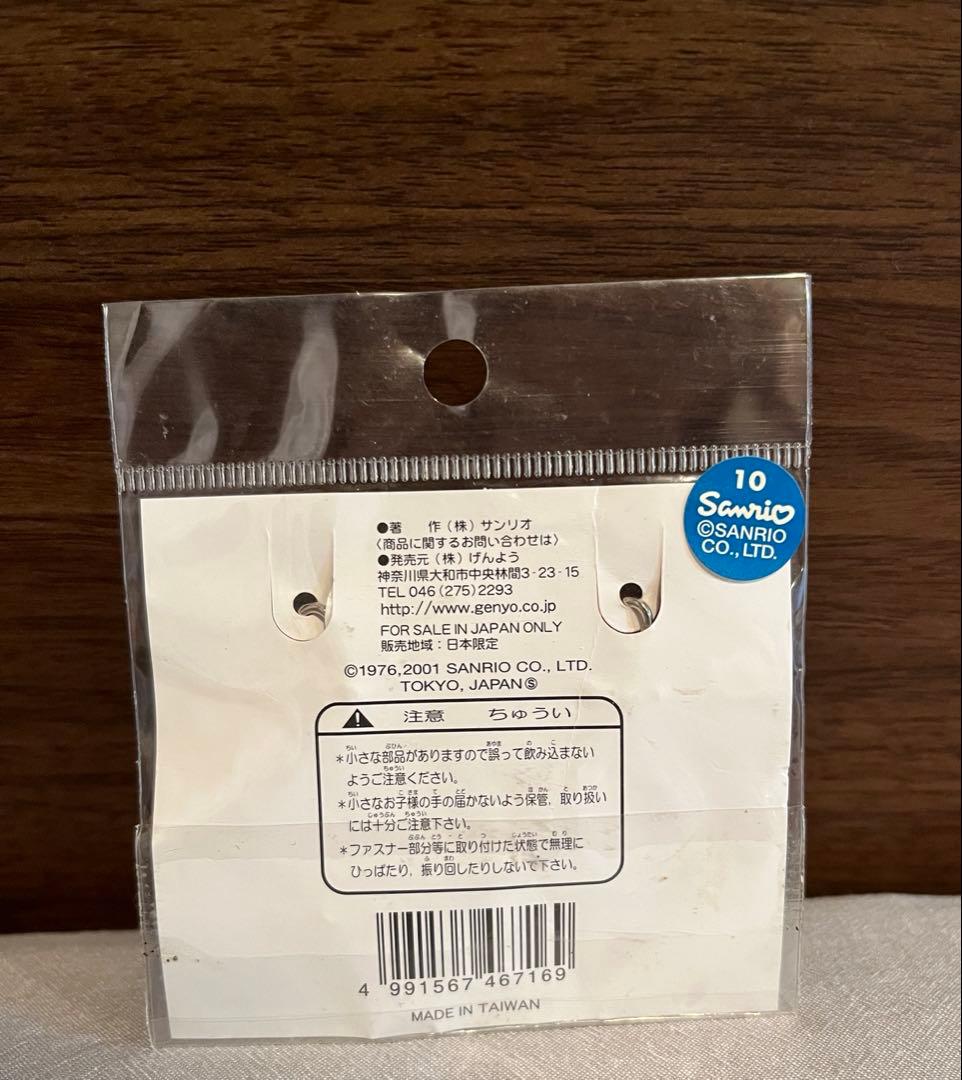 10
Sanrio
©SANRIO
CO., LTD.
●著 作（株）サンリオ
〈商品に関するお問い合わせは〉
●発売元（株）げんよう
神奈川県大和市中央林間3-23-15
TEL 046（275）2293
http://www.genyo.co.jp
FOR SALE IN JAPAN ONLY
販売地域：日本限定
©1976,2001 SANRIO CO., LTD.
TOKYO, JAPANⓈ
注意 ちゅうい
＊小さな部品がありますので誤って飲み込まない
ようご注意ください。
＊小さなお子様の手の届かないよう保管，取り扱い
には十分ご注意下さい。
＊ファスナー部分等に取り付けた状態で無理に
ひっぱたり，振り回したりしないで下さい。
4 991567 467169
MADE IN TAIWAN